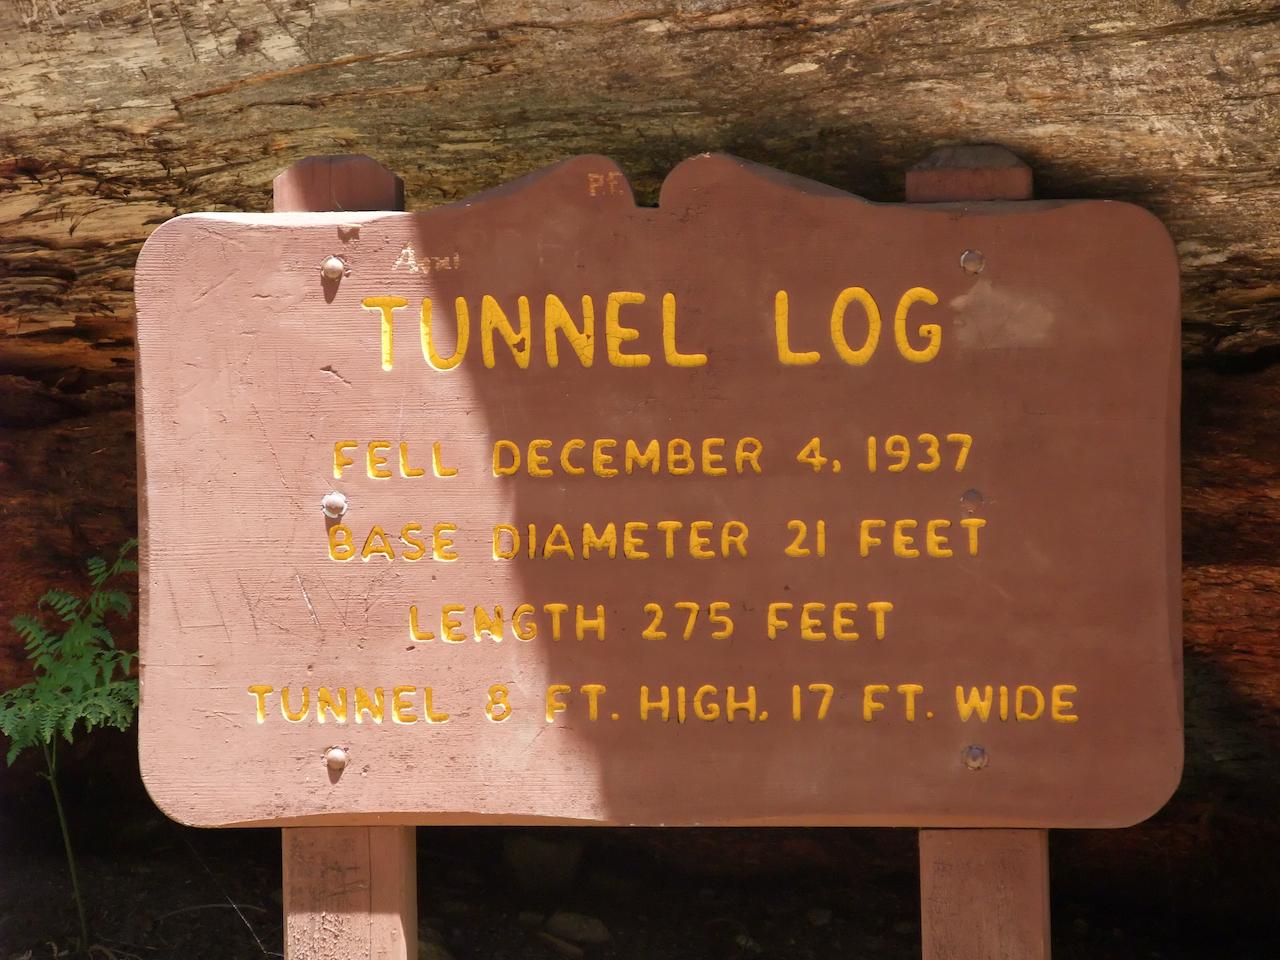 P.F.
TUNNEL LOG
FELL DECEMBER 4, 1937
BASE DIAMETER 21 FEET
LENGTH 275 FEET
TUNNEL 8 FT. HIGH, 17 FT. WIDE